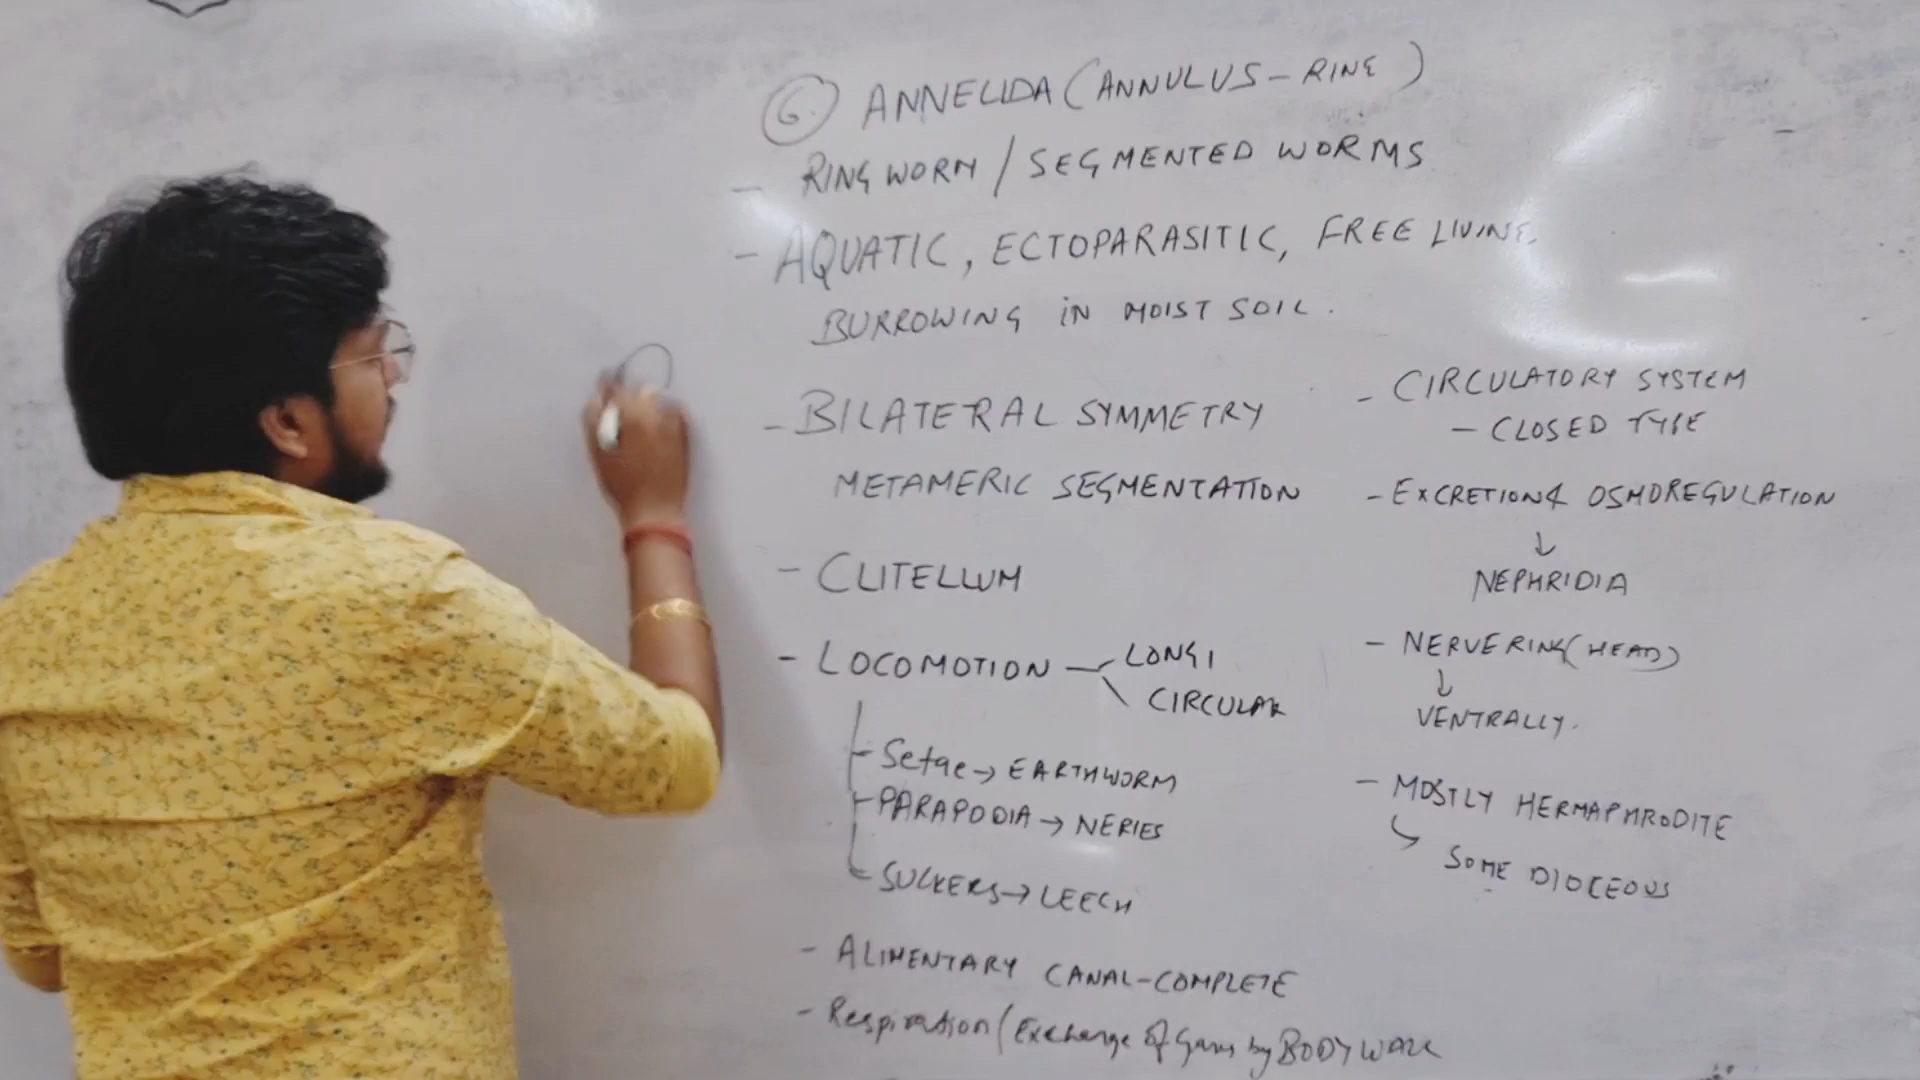 6. ANNELIDA (ANNULUS - RING)
- RING WORM / SEGMENTED WORMS
- AQUATIC, ECTOPARASITIC, FREE LIVING,
BURROWING IN MOIST SOIL.
- BILATERAL SYMMETRY
METAMERIC SEGMENTATION
- CLITELLUM
- LOCOMOTION — LONGI
CIRCULAR
- Setae → EARTHWORM
- PARAPODIA → NERIES
- SUCKERS → LEECH
- ALIMENTARY CANAL - COMPLETE
- Respiration (Exchange of gases by BODY WALL
- CIRCULATORY SYSTEM
- CLOSED TYPE
- EXCRETION & OSMOREGULATION
↓
NEPHRIDIA
- NERVE RING (HEAD)
↓
VENTRALLY.
- MOSTLY HERMAPHRODITE
↳ SOME DIOCEOUS